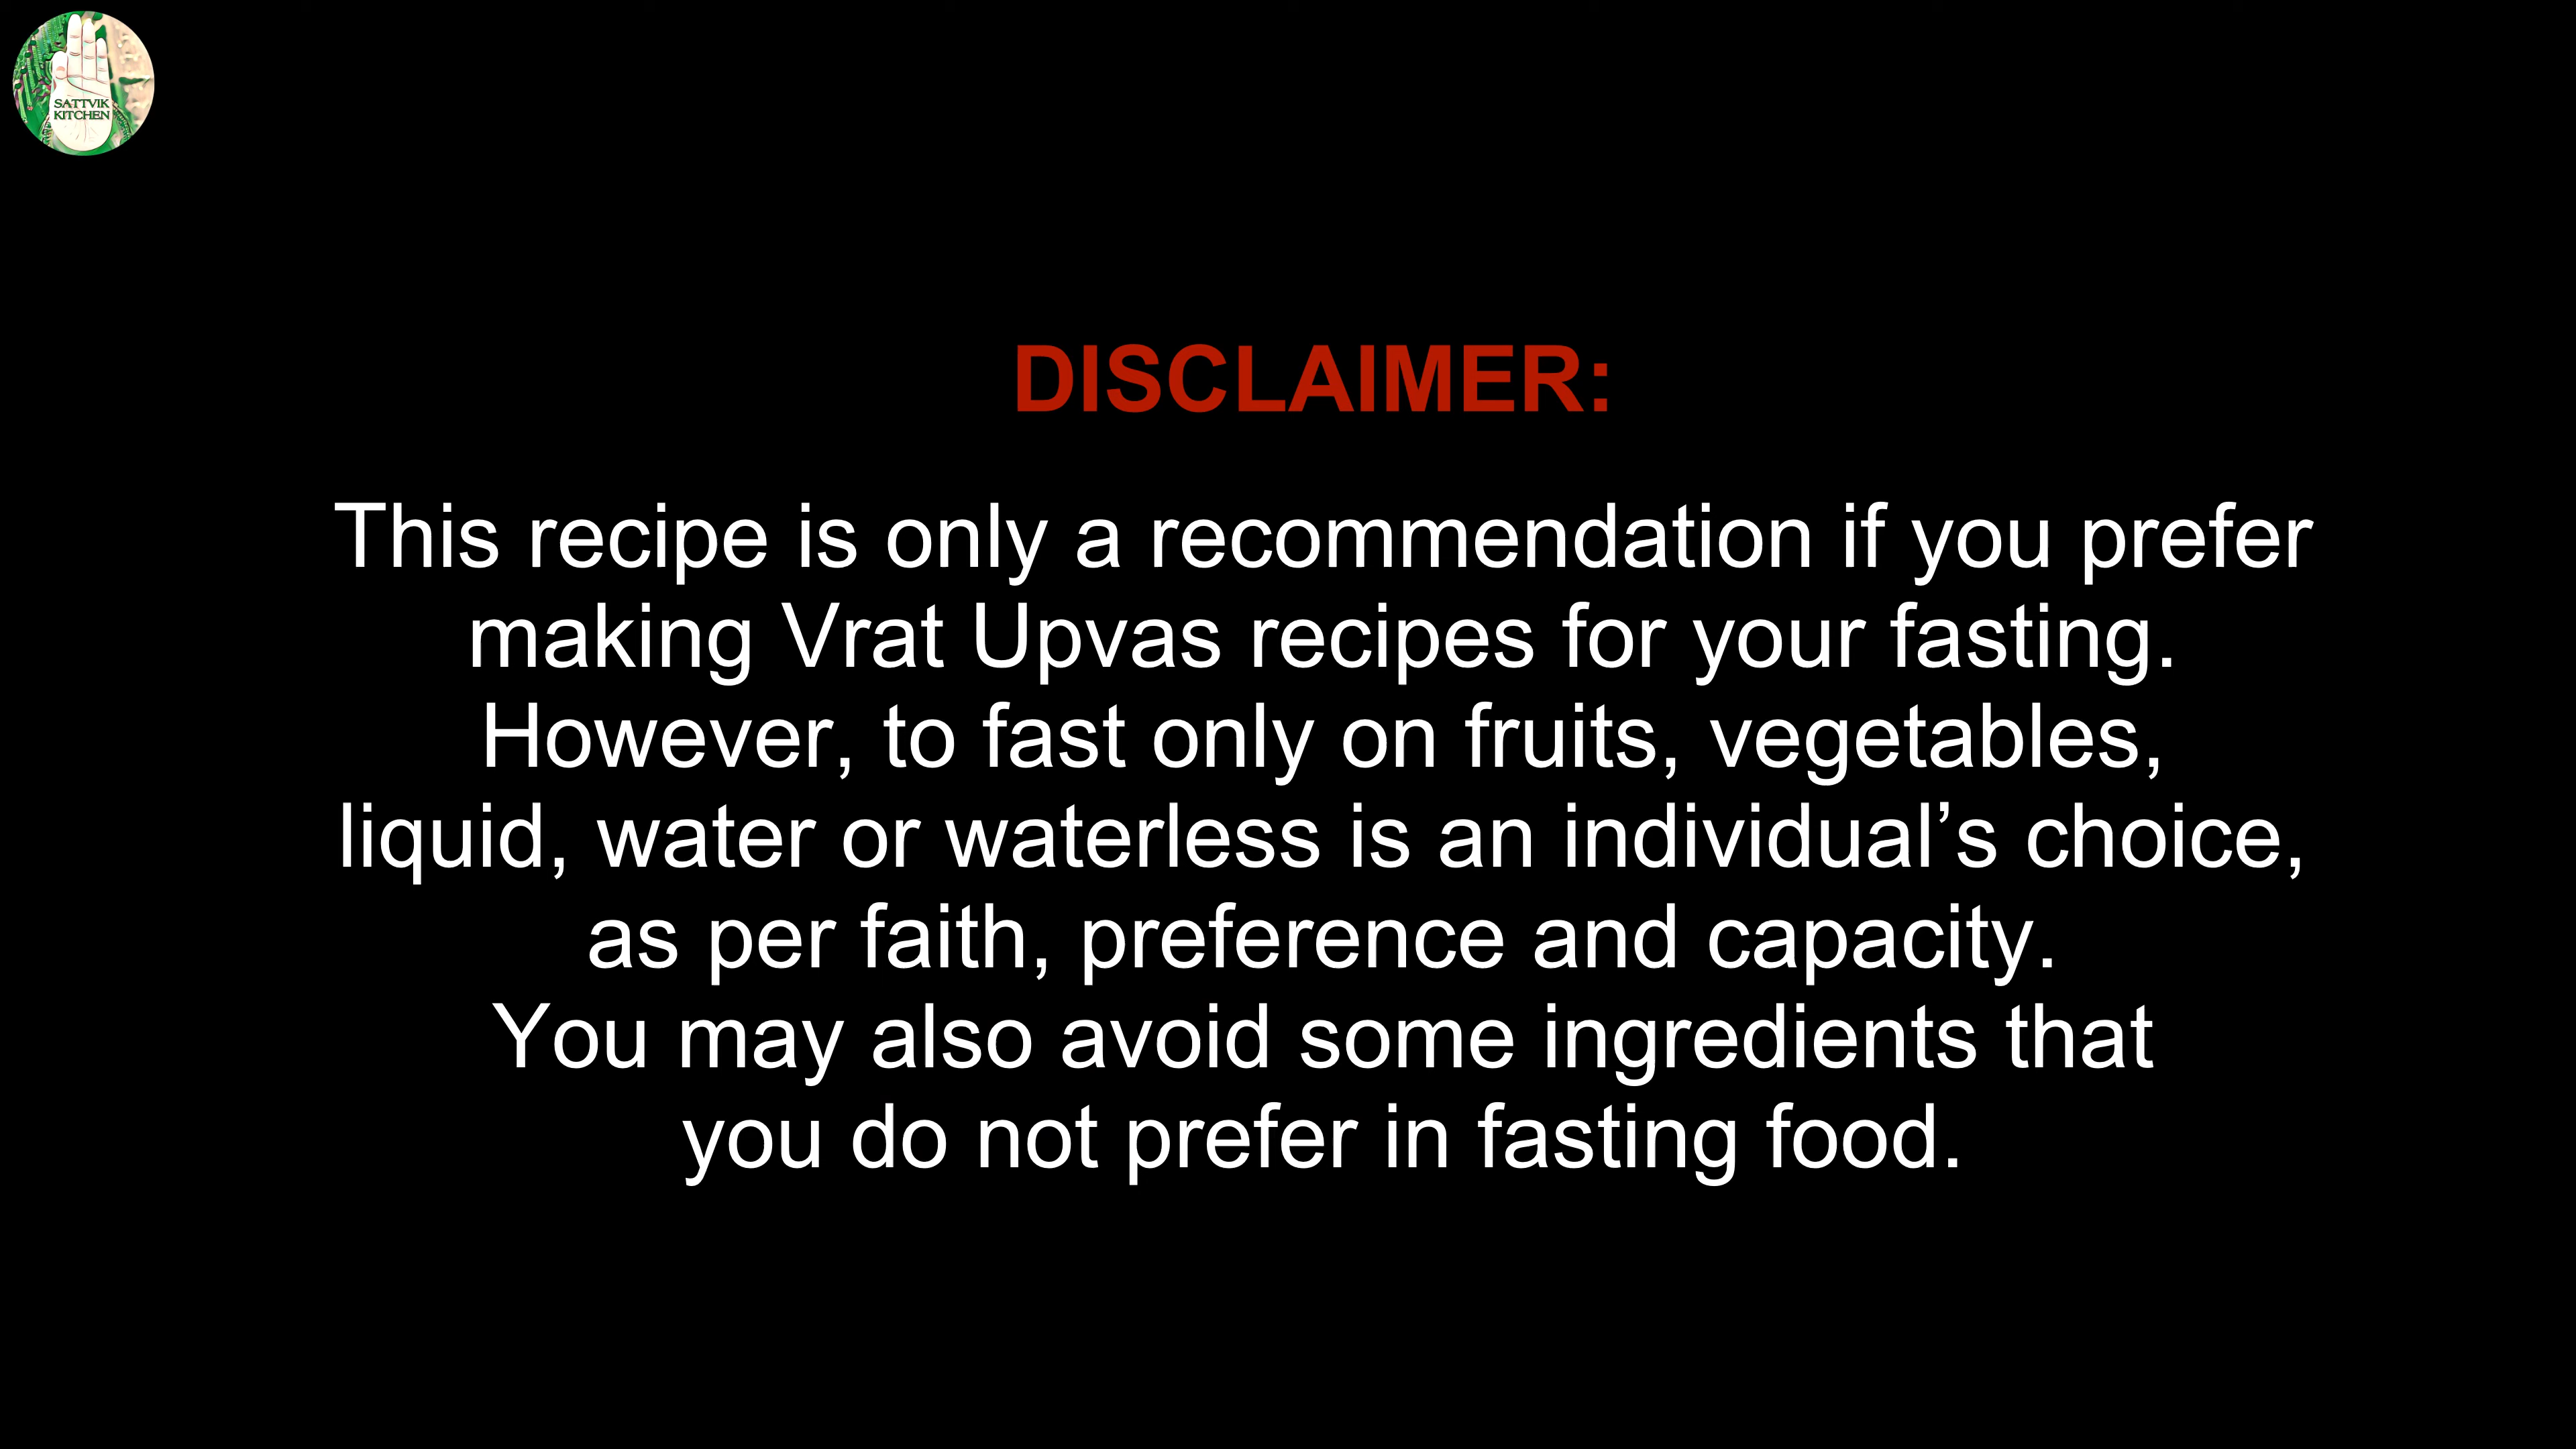 SATTVIK
KITCHEN
DISCLAIMER:
This recipe is only a recommendation if you prefer
making Vrat Upvas recipes for your fasting.
However, to fast only on fruits, vegetables,
liquid, water or waterless is an individual’s choice,
as per faith, preference and capacity.
You may also avoid some ingredients that
you do not prefer in fasting food.